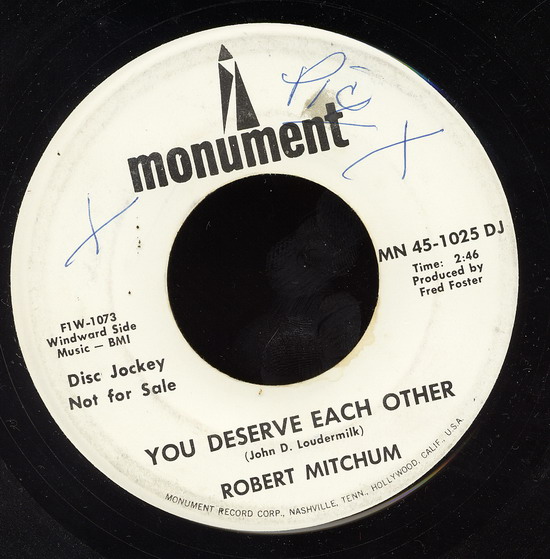 Pic
monument
X
X
MN 45-1025 DJ
Time: 2:46
Produced by
Fred Foster
F1W-1073
Windward Side
Music — BMI
Disc Jockey
Not for Sale
YOU DESERVE EACH OTHER
(John D. Loudermilk)
ROBERT MITCHUM
MONUMENT RECORD CORP., NASHVILLE, TENN., HOLLYWOOD, CALIF., U.S.A.